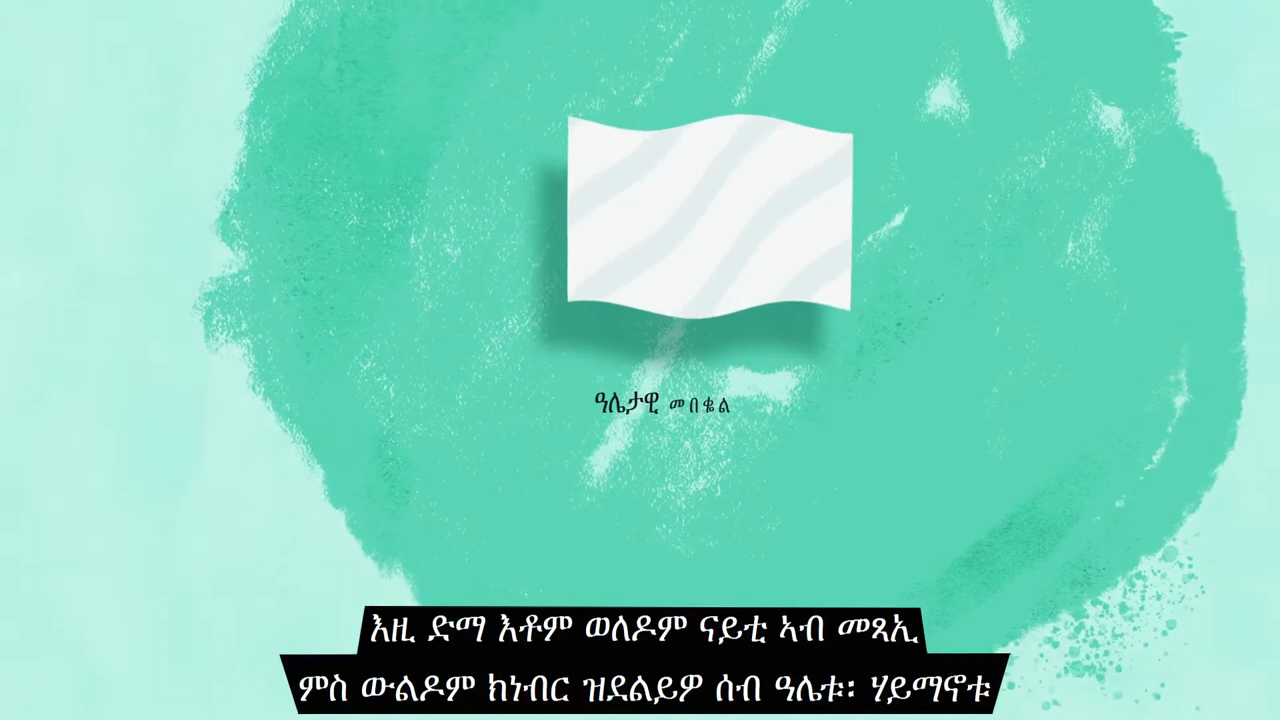 ዓሌታዊ መበቈል
እዚ ድማ እቶም ወለዶም ናይቲ ኣብ መጻኢ
ምስ ውልዶም ክነብር ዝደልይዎ ሰብ ዓሌቱ፡ ሃይማኖቱ